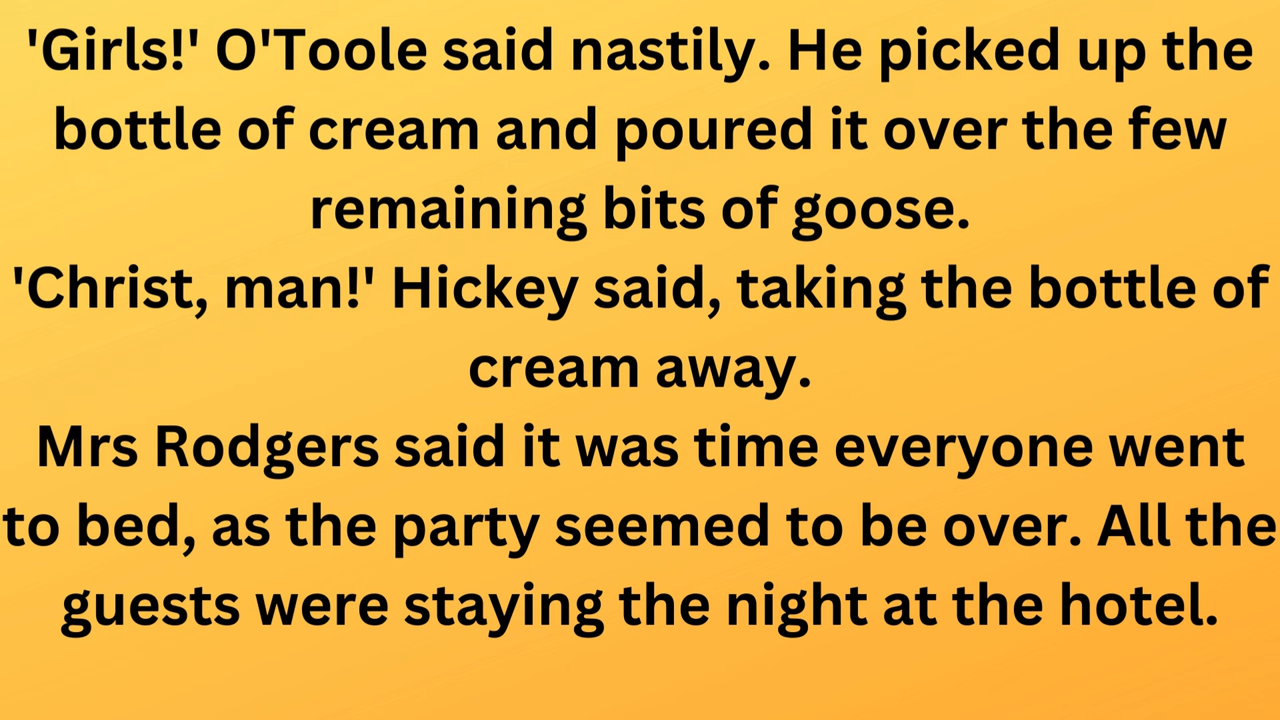 'Girls!' O'Toole said nastily. He picked up the
bottle of cream and poured it over the few
remaining bits of goose.
'Christ, man!' Hickey said, taking the bottle of
cream away.
Mrs Rodgers said it was time everyone went
to bed, as the party seemed to be over. All the
guests were staying the night at the hotel.